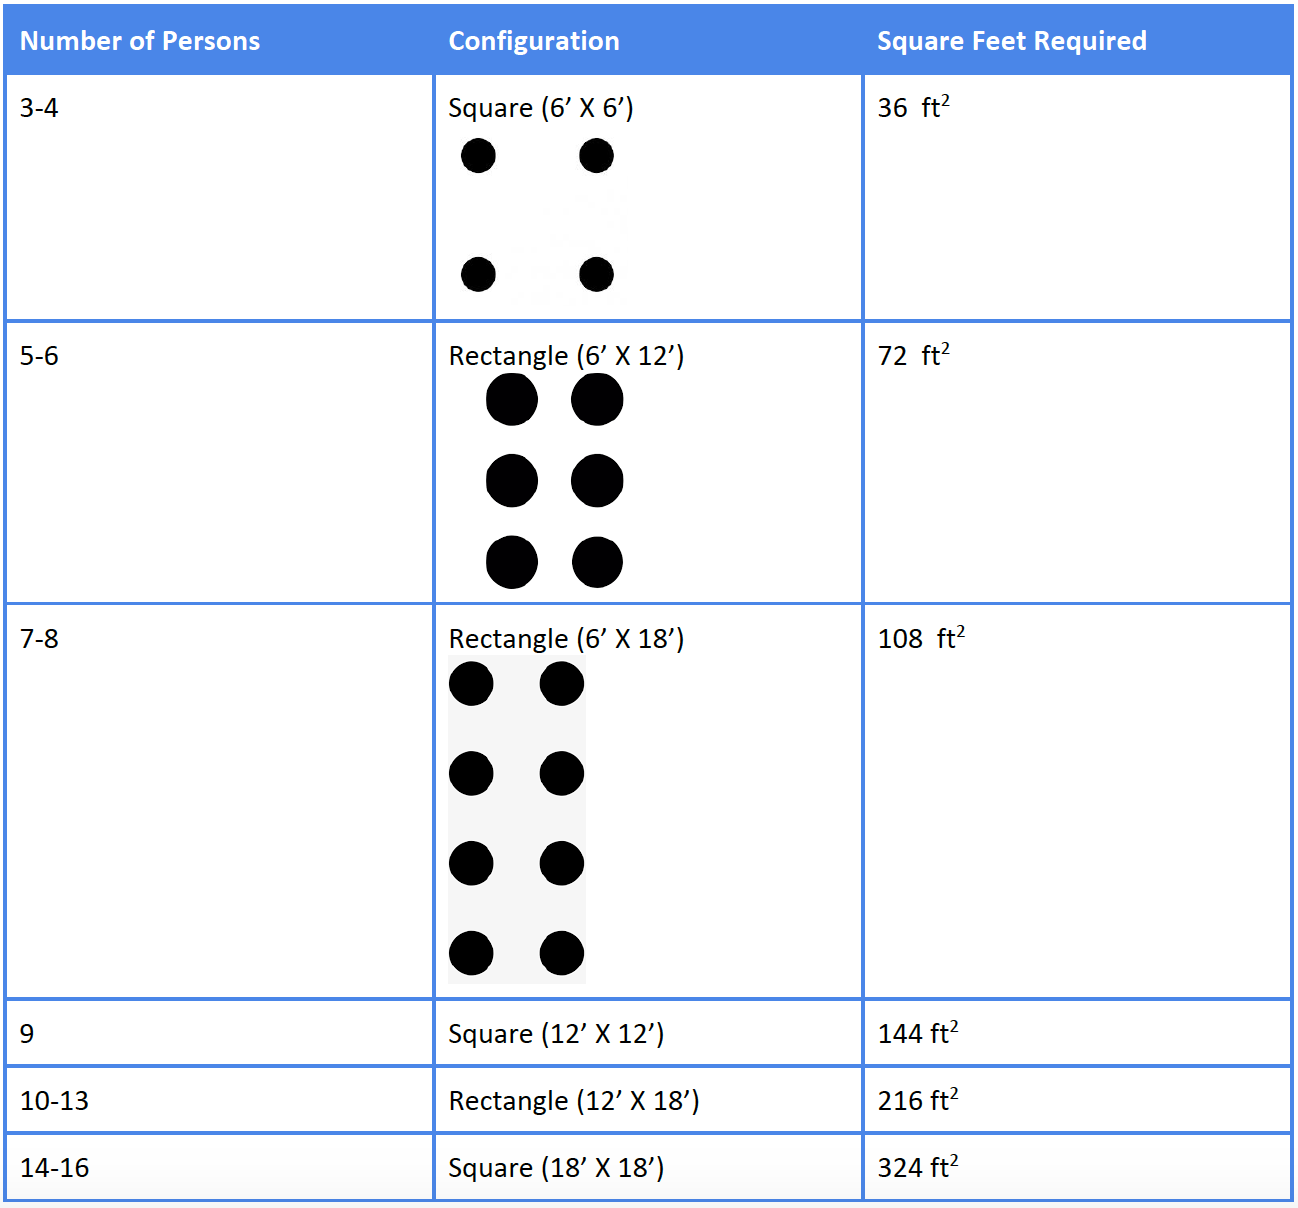 Number of Persons Configuration Square Feet Required
3-4 Square (6’ X 6’) 36 ft²
5-6 Rectangle (6’ X 12’) 72 ft²
7-8 Rectangle (6’ X 18’) 108 ft²
9 Square (12’ X 12’) 144 ft²
10-13 Rectangle (12’ X 18’) 216 ft²
14-16 Square (18’ X 18’) 324 ft²